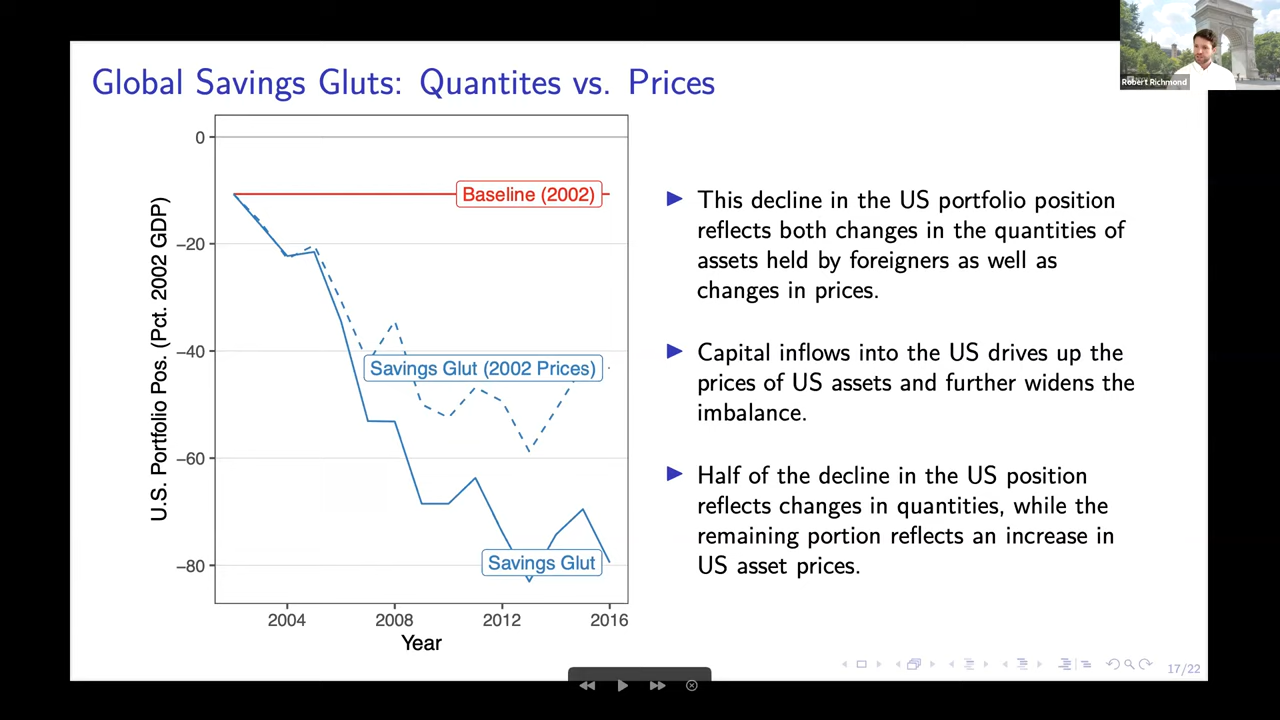 Global Savings Gluts: Quantites vs. Prices
Robert Richmond
U.S. Portfolio Pos. (Pct. 2002 GDP)
0
−20
−40
−60
−80
Baseline (2002)
Savings Glut (2002 Prices)
Savings Glut
2004 2008 2012 2016
Year
This decline in the US portfolio position
reflects both changes in the quantities of
assets held by foreigners as well as
changes in prices.
Capital inflows into the US drives up the
prices of US assets and further widens the
imbalance.
Half of the decline in the US position
reflects changes in quantities, while the
remaining portion reflects an increase in
US asset prices.
17/22